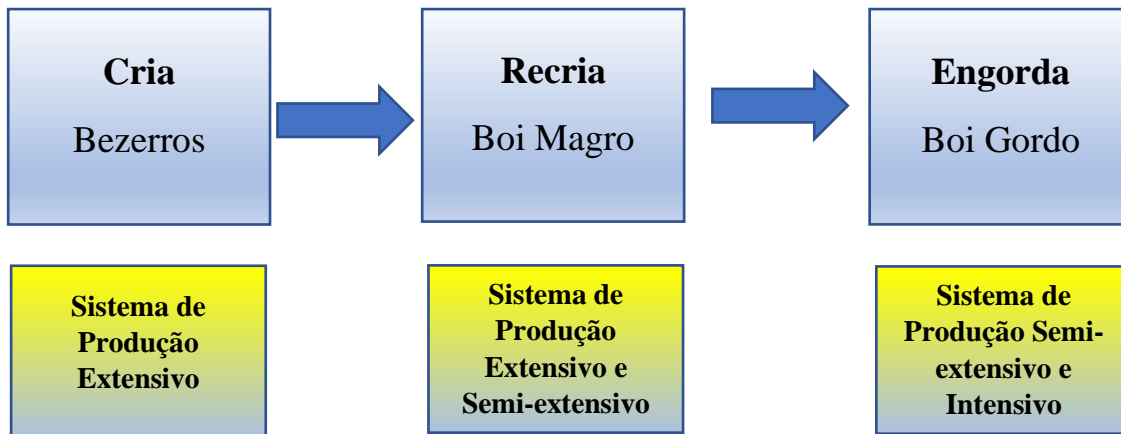 Cria
Bezerros
Recria
Boi Magro
Engorda
Boi Gordo
Sistema de
Produção
Extensivo
Sistema de
Produção
Extensivo e
Semi-extensivo
Sistema de
Produção Semi-
extensivo e
Intensivo